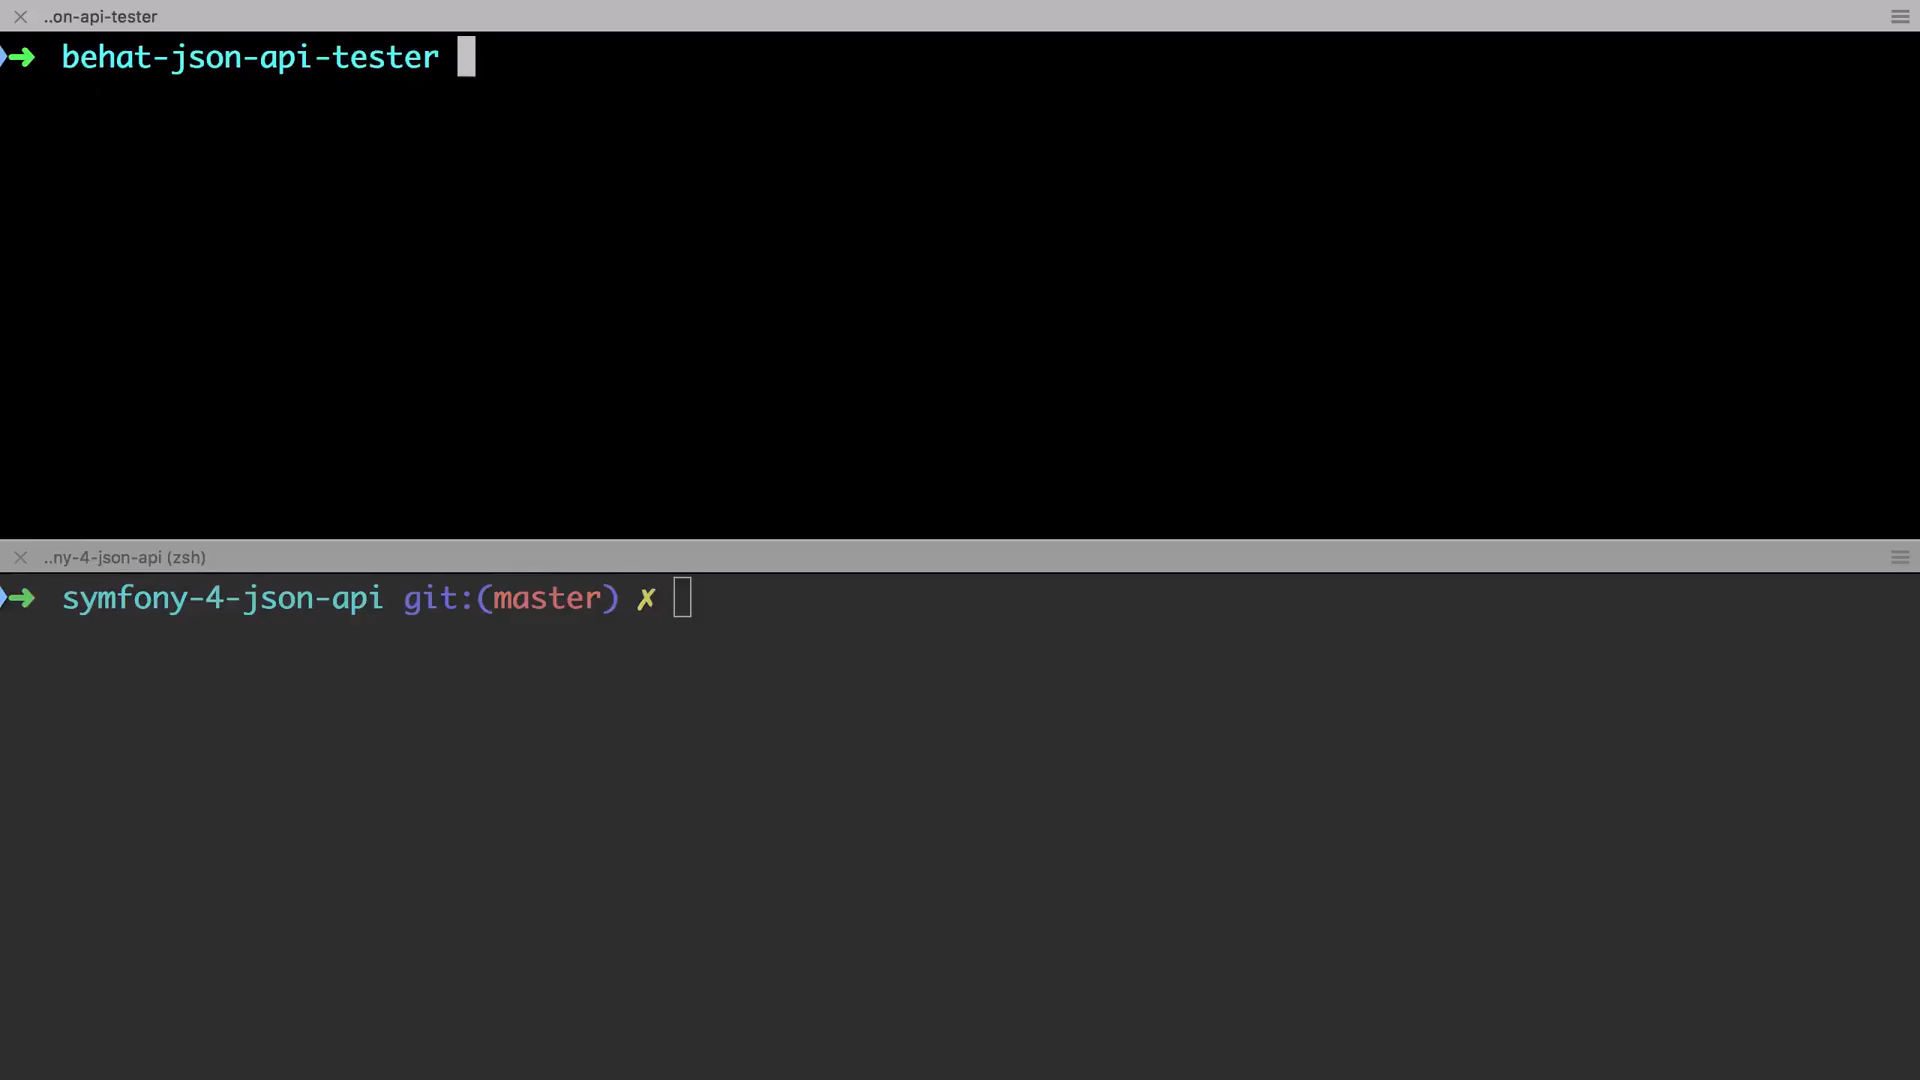 ..on-api-tester
➜ behat-json-api-tester
..ny-4-json-api (zsh)
➜ symfony-4-json-api git:(master) ✗